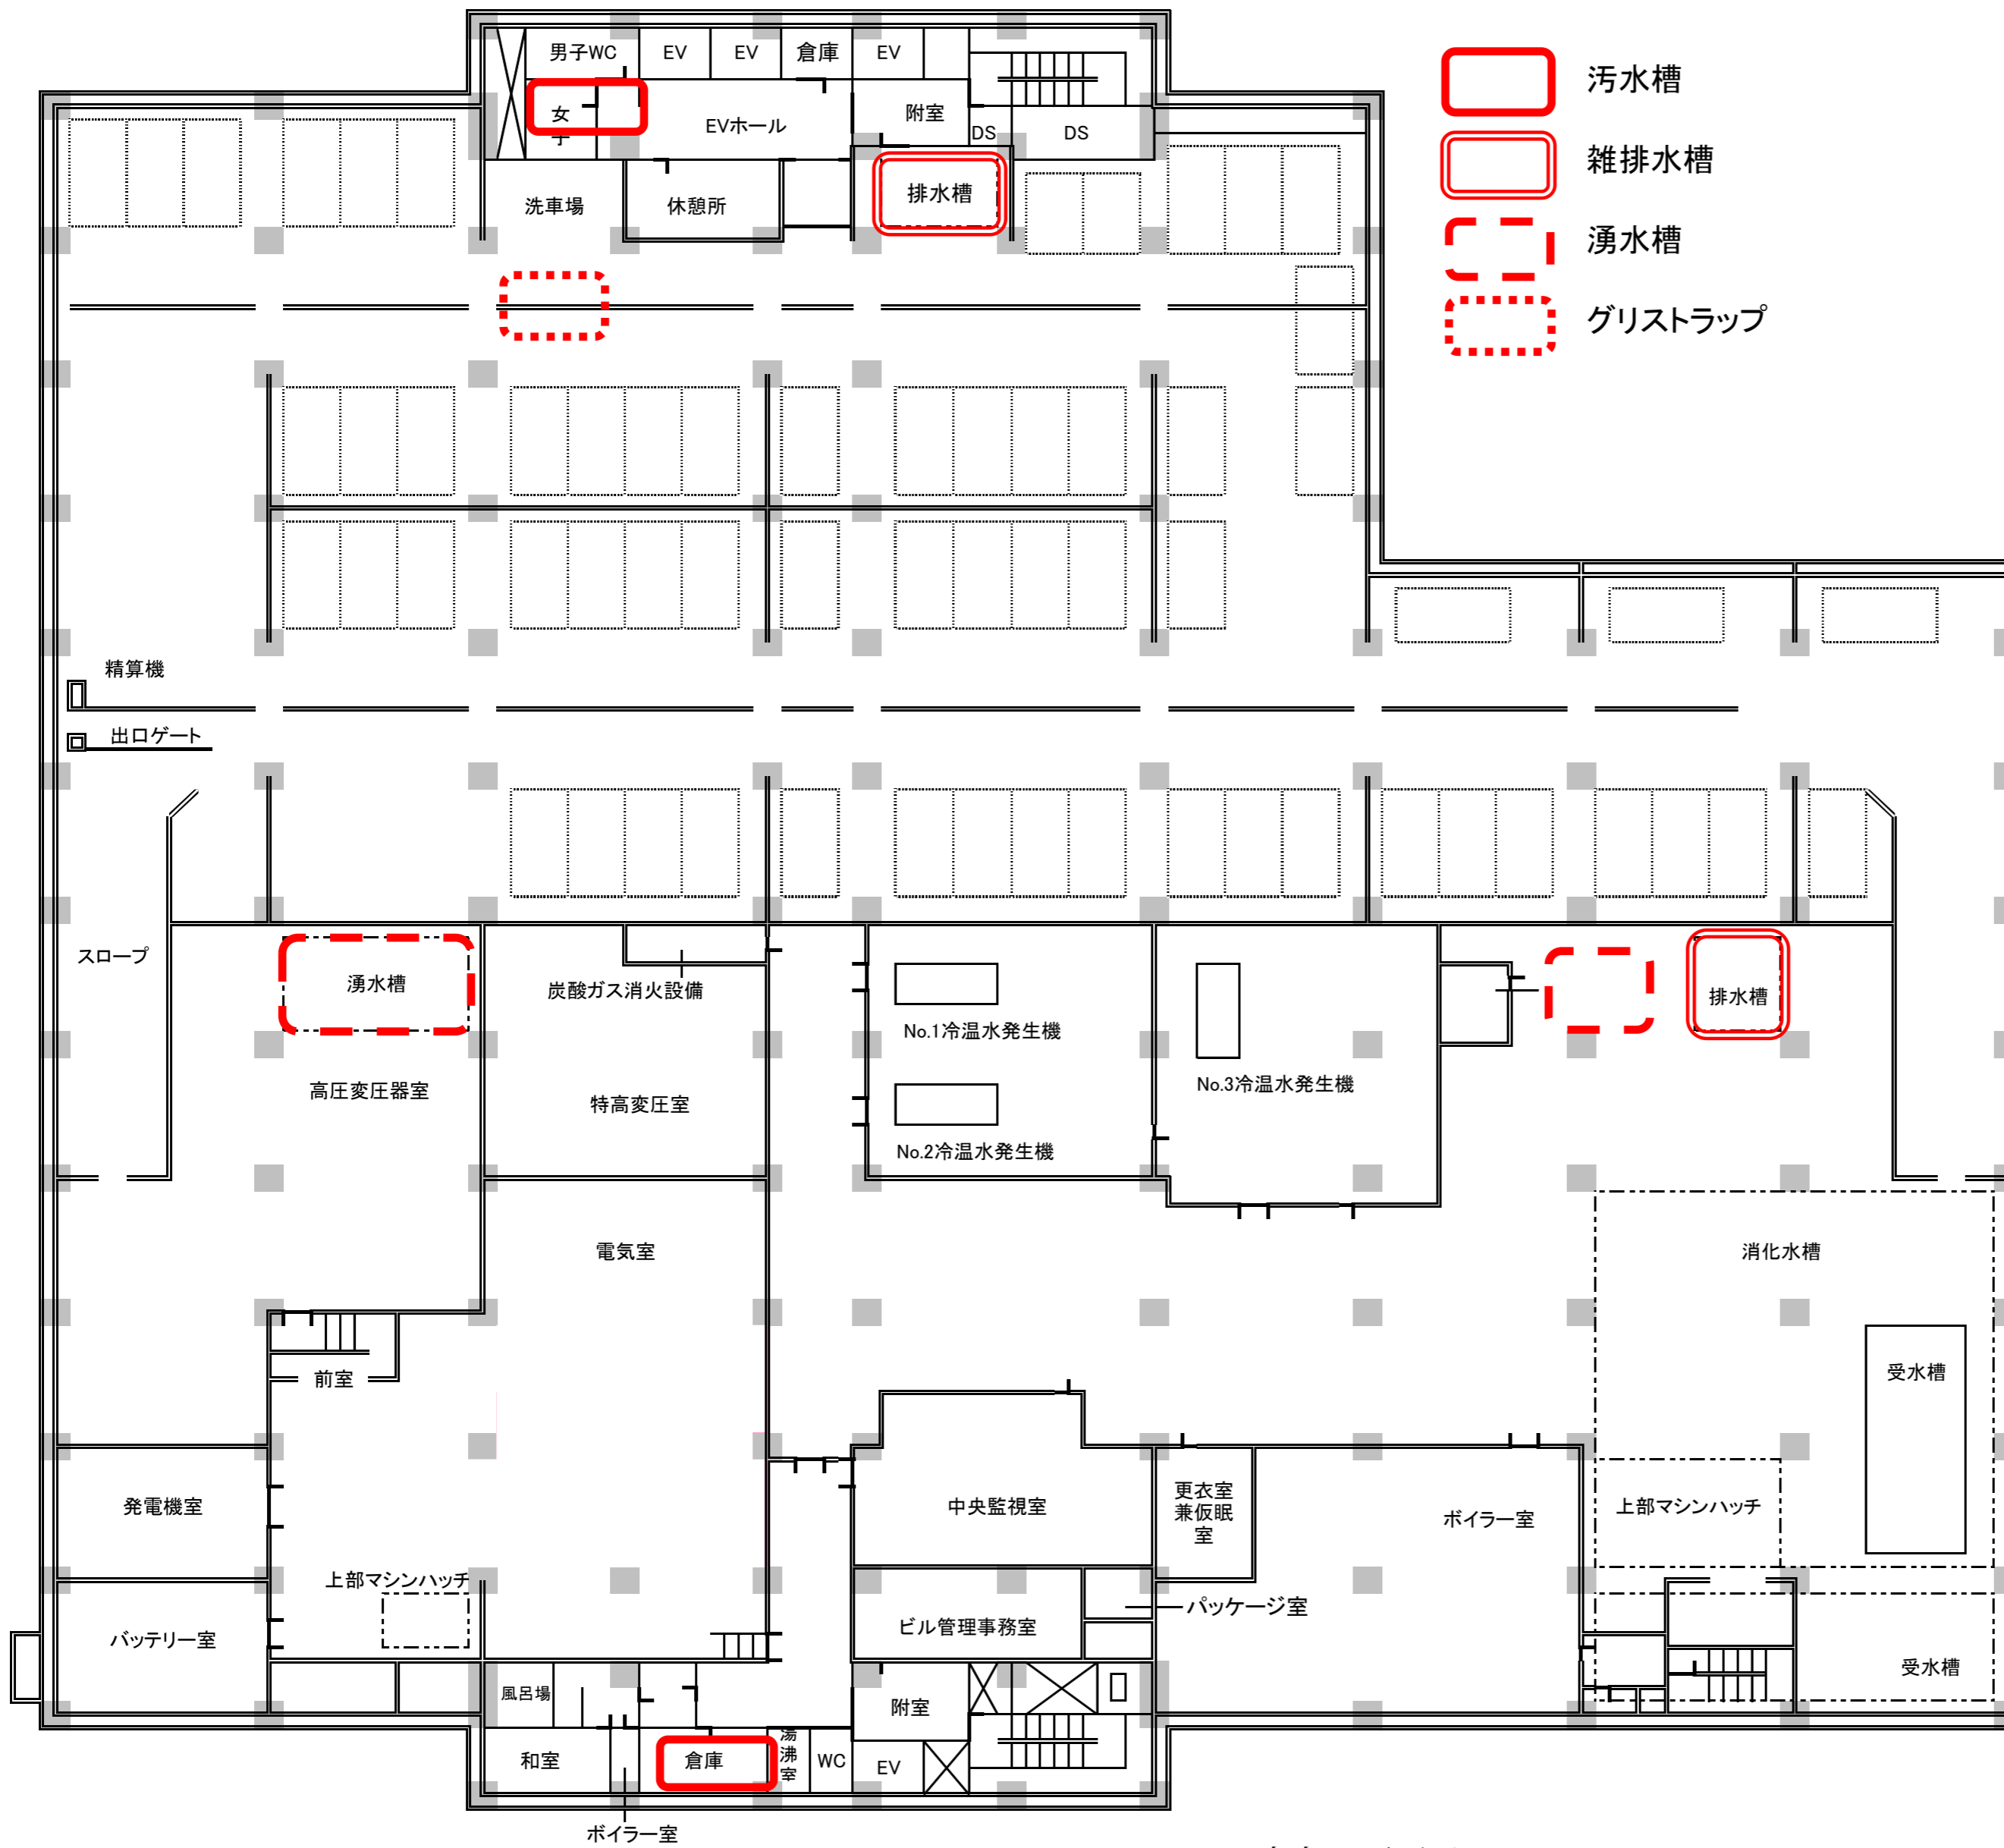 男子WC
EV
EV
倉庫
EV
汚水槽
女
子
EVホール
附室
DS
DS
雑排水槽
洗車場
休憩所
排水槽
湧水槽
グリストラップ
精算機
出口ゲート
スロープ
湧水槽
炭酸ガス消火設備
No.1冷温水発生機
排水槽
高圧変圧器室
特高変圧室
No.3冷温水発生機
No.2冷温水発生機
電気室
消化水槽
前室
受水槽
発電機室
中央監視室
更衣室
兼仮眠
室
ボイラー室
上部マシンハッチ
上部マシンハッチ
バッテリー室
ビル管理事務室
パッケージ室
受水槽
風呂場
附室
和室
倉庫
湯
沸
室
WC
EV
ボイラー室